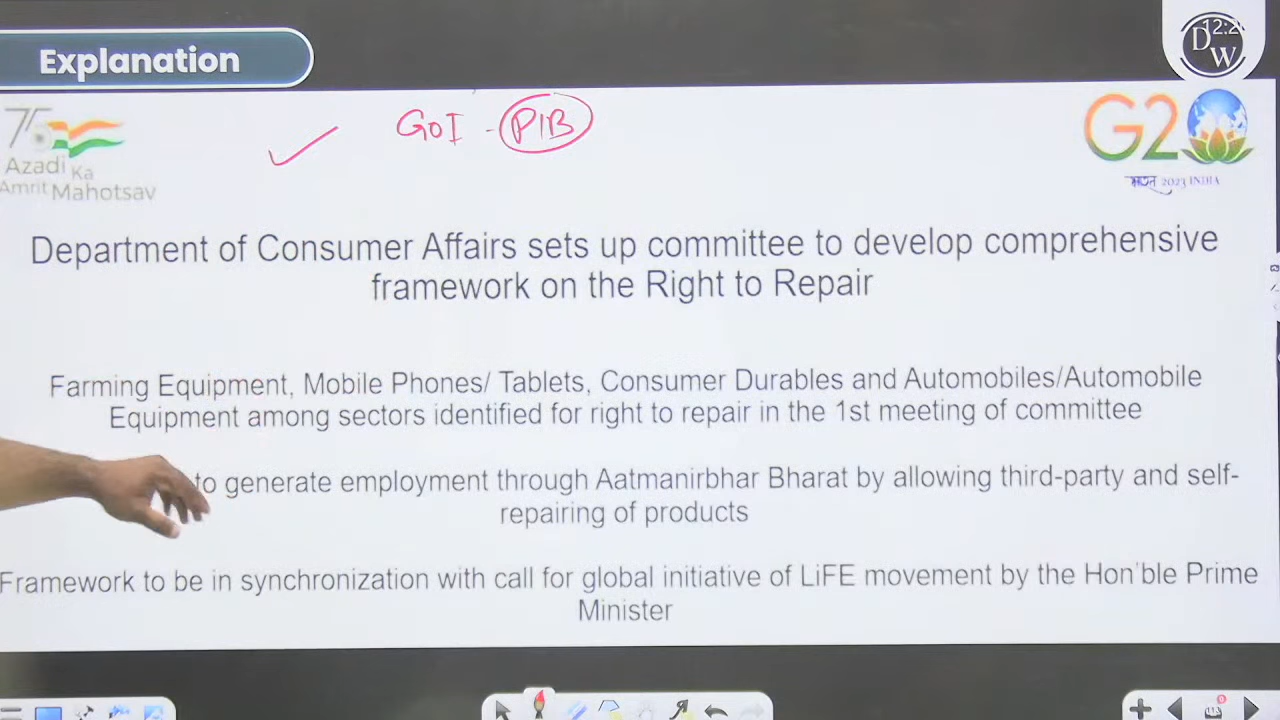 Explanation
D
W
12:2
GOI - PIB
75
Azadi Ka
Amrit Mahotsav
G20
भारत 2023 INDIA
Department of Consumer Affairs sets up committee to develop comprehensive
framework on the Right to Repair
Farming Equipment, Mobile Phones/ Tablets, Consumer Durables and Automobiles/Automobile
Equipment among sectors identified for right to repair in the 1st meeting of committee
to generate employment through Aatmanirbhar Bharat by allowing third-party and self-
repairing of products
Framework to be in synchronization with call for global initiative of LiFE movement by the Hon'ble Prime
Minister